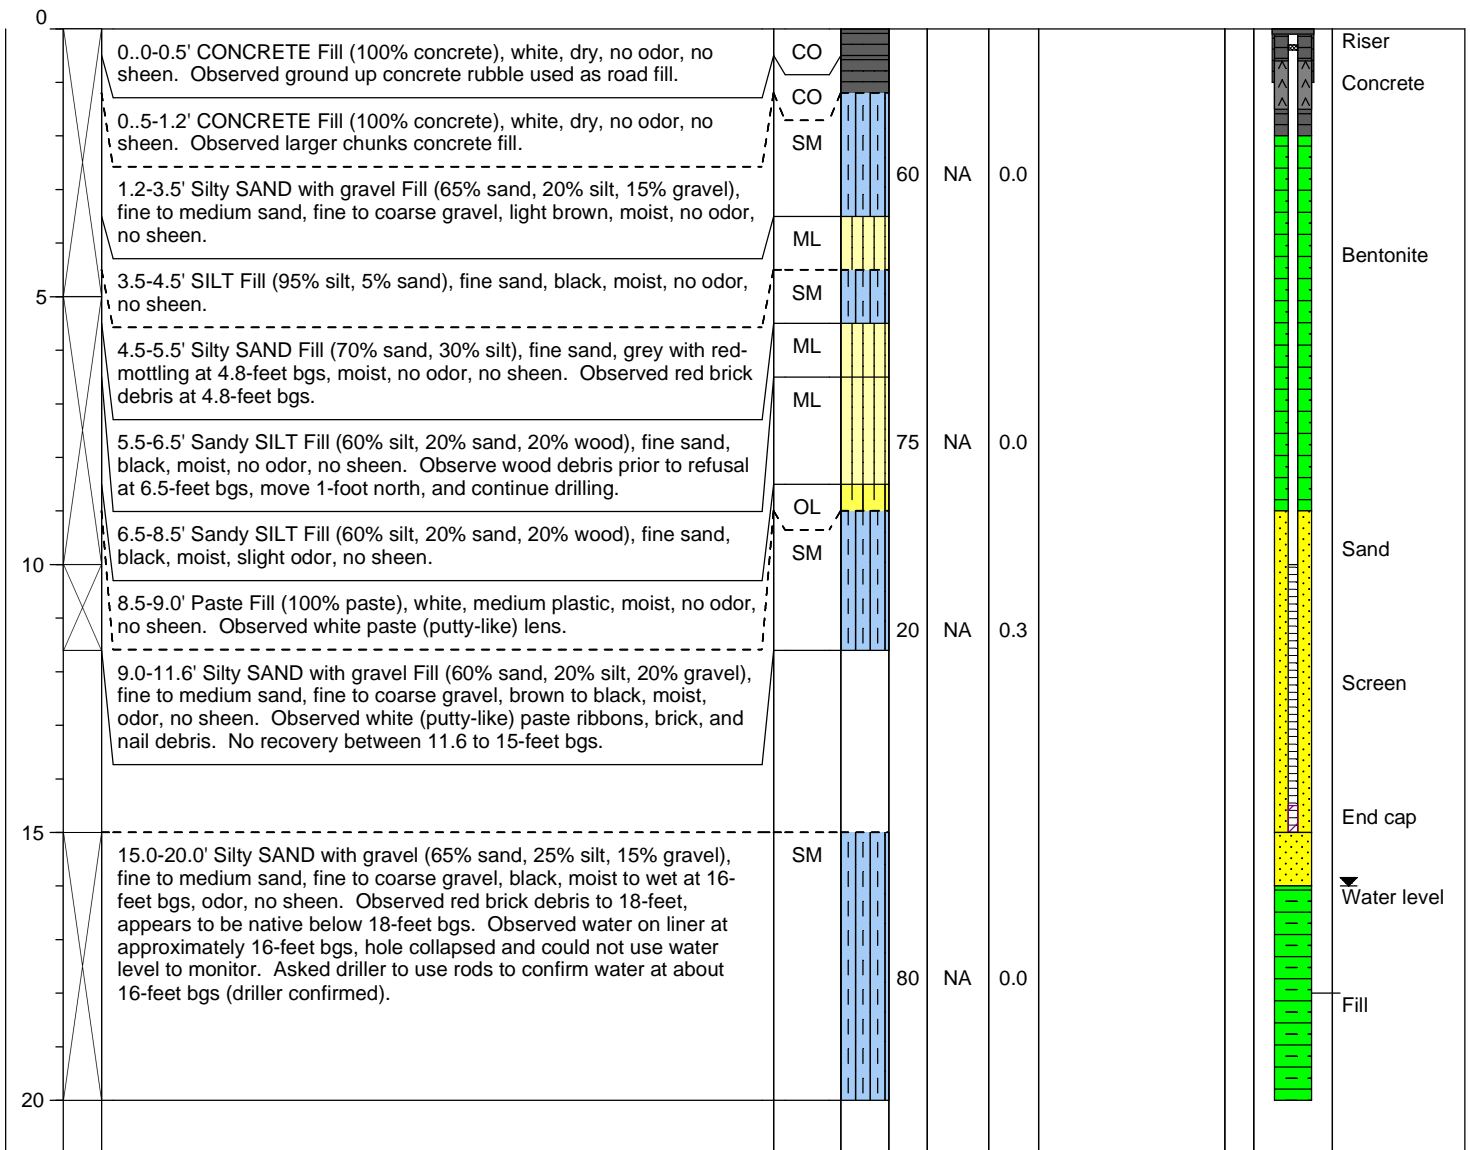 0
0..0-0.5' CONCRETE Fill (100% concrete), white, dry, no odor, no
sheen.  Observed ground up concrete rubble used as road fill.
CO
Riser
Concrete
CO
0..5-1.2' CONCRETE Fill (100% concrete), white, dry, no odor, no
sheen.  Observed larger chunks concrete fill.
SM
60
NA
0.0
1.2-3.5' Silty SAND with gravel Fill (65% sand, 20% silt, 15% gravel),
fine to medium sand, fine to coarse gravel, light brown, moist, no odor,
no sheen.
ML
Bentonite
3.5-4.5' SILT Fill (95% silt, 5% sand), fine sand, black, moist, no odor,
no sheen.
5
SM
4.5-5.5' Silty SAND Fill (70% sand, 30% silt), fine sand, grey with red-
mottling at 4.8-feet bgs, moist, no odor, no sheen.  Observed red brick
debris at 4.8-feet bgs.
ML
ML
5.5-6.5' Sandy SILT Fill (60% silt, 20% sand, 20% wood), fine sand,
black, moist, no odor, no sheen.  Observe wood debris prior to refusal
at 6.5-feet bgs, move 1-foot north, and continue drilling.
75
NA
0.0
OL
6.5-8.5' Sandy SILT Fill (60% silt, 20% sand, 20% wood), fine sand,
black, moist, slight odor, no sheen.
SM
Sand
10
8.5-9.0' Paste Fill (100% paste), white, medium plastic, moist, no odor,
no sheen.  Observed white paste (putty-like) lens.
20
NA
0.3
9.0-11.6' Silty SAND with gravel Fill (60% sand, 20% silt, 20% gravel),
fine to medium sand, fine to coarse gravel, brown to black, moist,
odor, no sheen.  Observed white (putty-like) paste ribbons, brick, and
nail debris.  No recovery between 11.6 to 15-feet bgs.
Screen
End cap
15
15.0-20.0' Silty SAND with gravel (65% sand, 25% silt, 15% gravel),
fine to medium sand, fine to coarse gravel, black, moist to wet at 16-
feet bgs, odor, no sheen.  Observed red brick debris to 18-feet,
appears to be native below 18-feet bgs.  Observed water on liner at
approximately 16-feet bgs, hole collapsed and could not use water
level to monitor.  Asked driller to use rods to confirm water at about
16-feet bgs (driller confirmed).
SM
Water level
80
NA
0.0
Fill
20